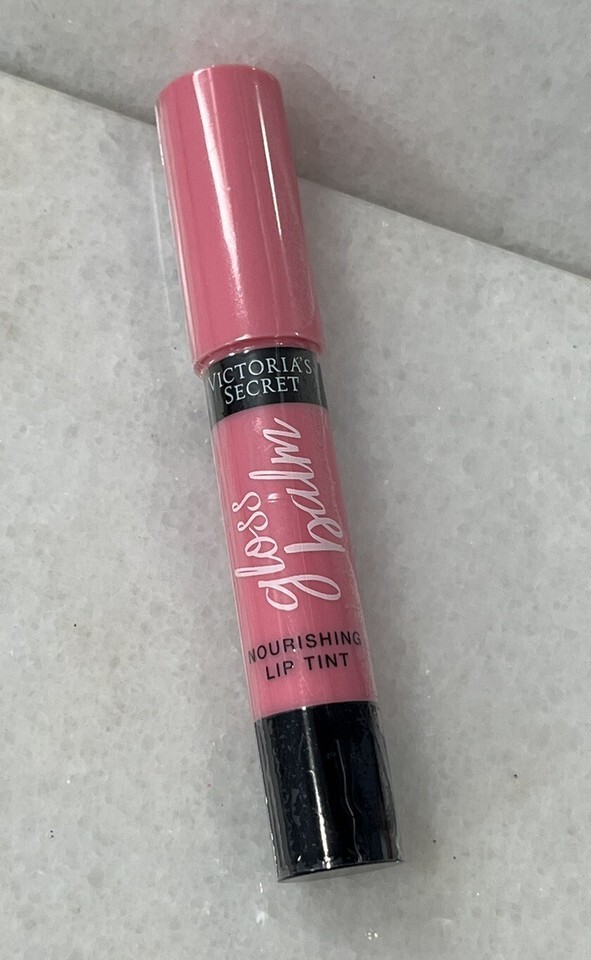 VICTORIA'S
SECRET
gloss
balm
NOURISHING
LIP TINT